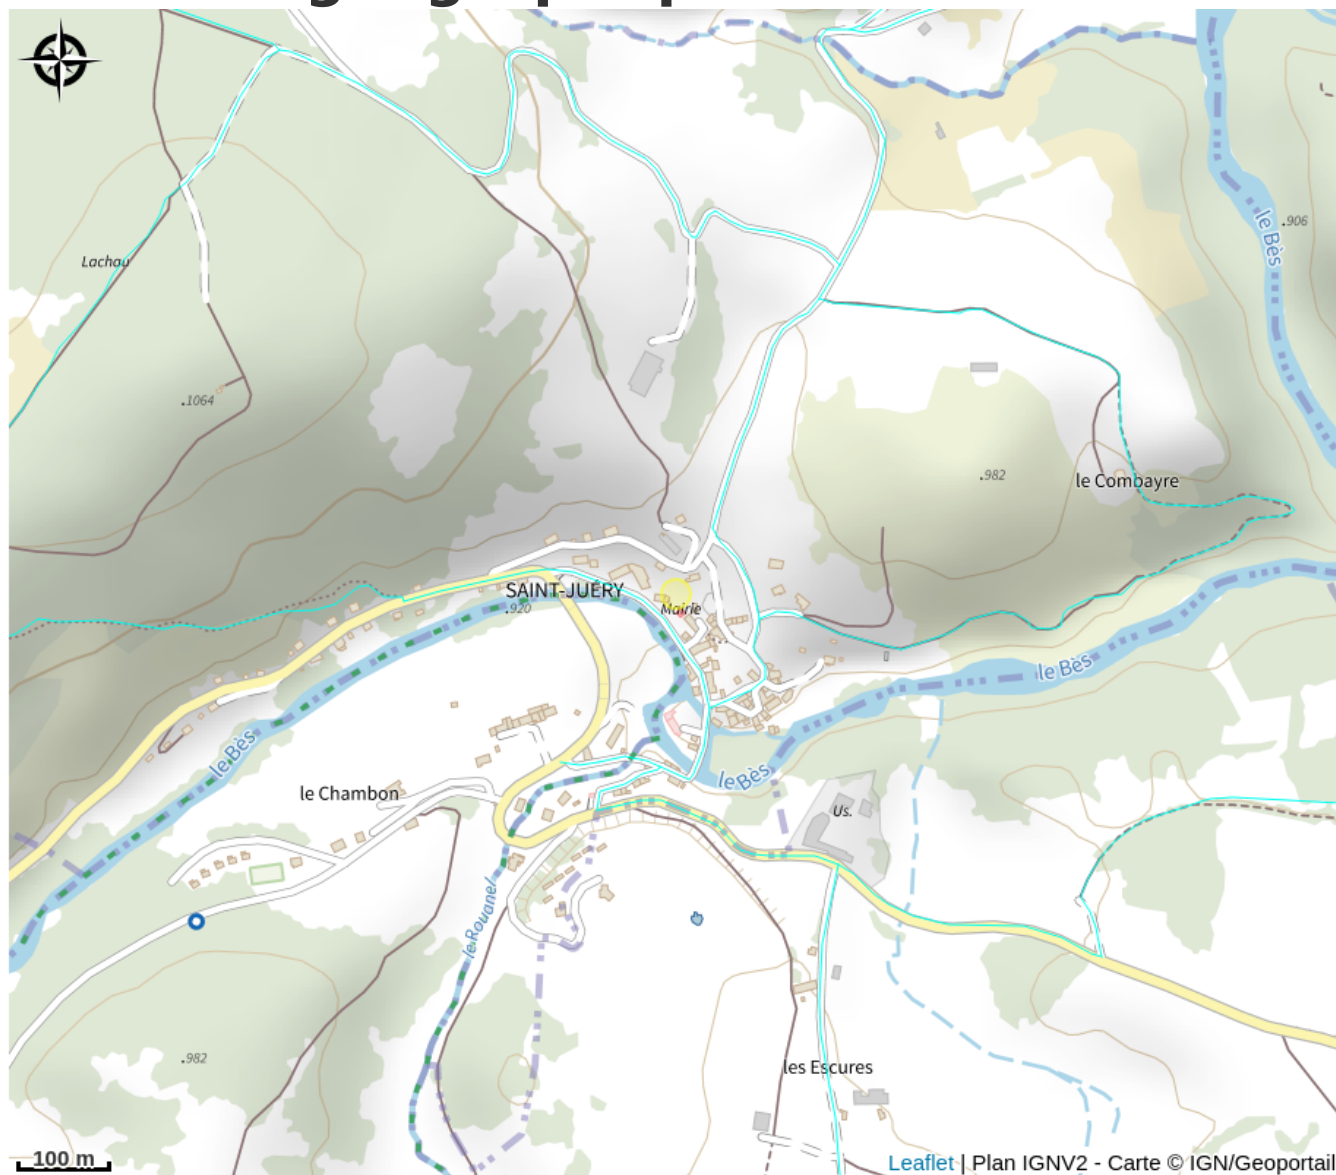 le Bès
.906
Lachau
.1064
.982
le Combayre
SAINT-JUÉRY
.920
Mairie
le Bès
le Bès
le Bès
le Chambon
Us.
le Rouanel
.982
les Escures
100 m
Leaflet | Plan IGNV2 - Carte © IGN/Geoportail